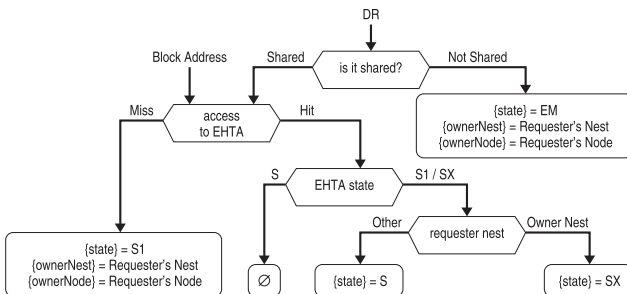 DR
is it shared?
Shared
Not Shared
Block Address
access
to EHTA
Miss
Hit
{state} = EM
{ownerNest} = Requester's Nest
{ownerNode} = Requester's Node
EHTA state
S
S1 / SX
requester nest
Other
Owner Nest
{state} = S1
{ownerNest} = Requester's Nest
{ownerNode} = Requester's Node
∅
{state} = S
{state} = SX